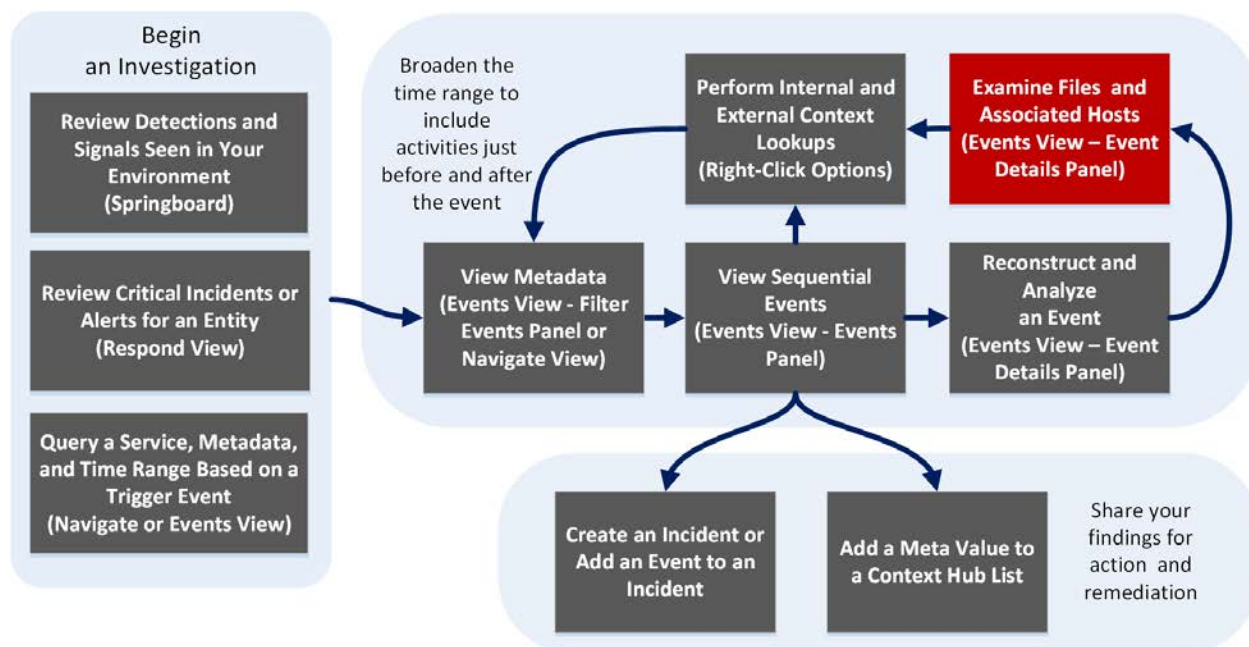 Begin
an Investigation
Review Detections and
Signals Seen in Your
Environment
(Springboard)
Review Critical Incidents or
Alerts for an Entity
(Respond View)
Query a Service, Metadata,
and Time Range Based on a
Trigger Event
(Navigate or Events View)
Broaden the
time range to
include
activities just
before and after
the event
Perform Internal and
External Context
Lookups
(Right-Click Options)
Examine Files and
Associated Hosts
(Events View – Event
Details Panel)
View Metadata
(Events View - Filter
Events Panel or
Navigate View)
View Sequential
Events
(Events View - Events
Panel)
Reconstruct and
Analyze
an Event
(Events View – Event
Details Panel)
Create an Incident or
Add an Event to an
Incident
Add a Meta Value to
a Context Hub List
Share your
findings for
action and
remediation